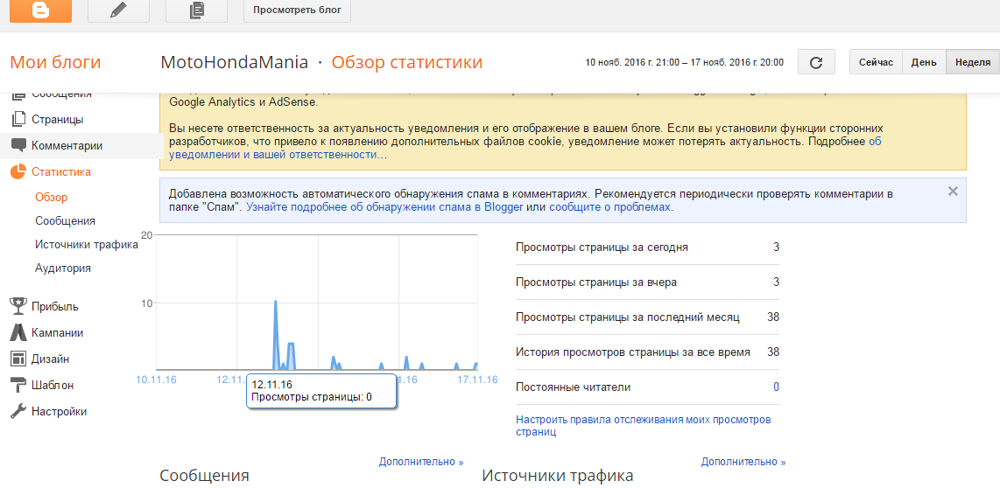 Просмотреть блог
Мои блоги
MotoHondaMania · Обзор статистики
10 нояб. 2016 г. 21:00 – 17 нояб. 2016 г. 20:00
Сейчас
День
Неделя
Сообщения
Страницы
Комментарии
Статистика
Обзор
Сообщения
Источники трафика
Аудитория
Прибыль
Кампании
Дизайн
Шаблон
Настройки
Google Analytics и AdSense.
Вы несете ответственность за актуальность уведомления и его отображение в вашем блоге. Если вы установили функции сторонних
разработчиков, что привело к появлению дополнительных файлов cookie, уведомление может потерять актуальность. Подробнее об
уведомлении и вашей ответственности…
Добавлена возможность автоматического обнаружения спама в комментариях. Рекомендуется периодически проверять комментарии в
папке "Спам". Узнайте подробнее об обнаружении спама в Blogger или сообщите о проблемах.
20
10
10.11.16
12.11
17.11.16
12.11.16
Просмотры страницы: 0
Просмотры страницы за сегодня 3
Просмотры страницы за вчера 3
Просмотры страницы за последний месяц 38
История просмотров страницы за все время 38
Постоянные читатели 0
Настроить правила отслеживания моих просмотров
страниц
Дополнительно »
Дополнительно »
Сообщения
Источники трафика